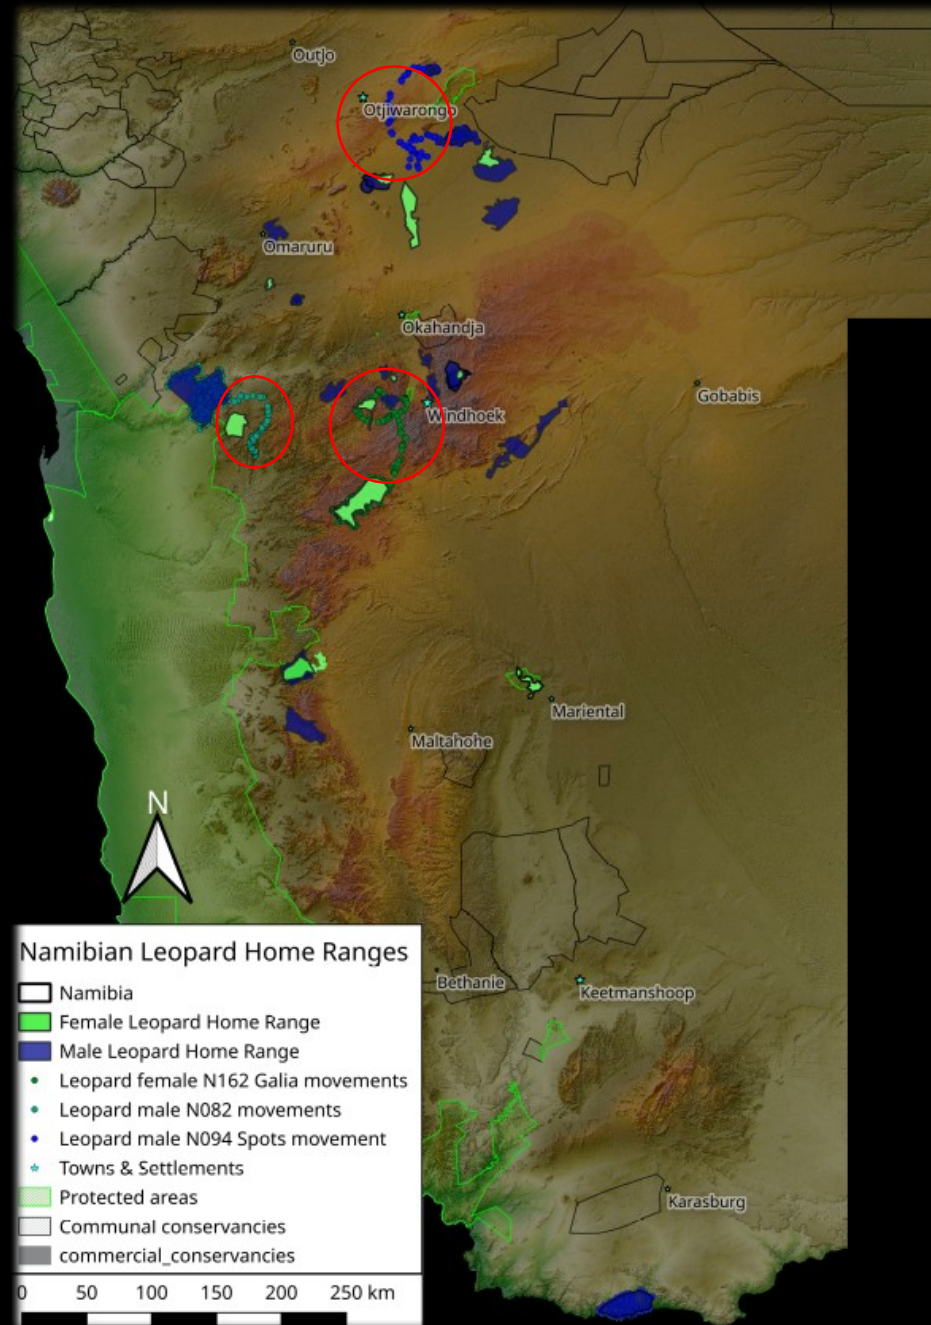 Outjo
Otjiwarongo
Omaruru
Okahandja
Gobabis
Windhoek
Mariental
Maltahohe
N
Namibian Leopard Home Ranges
Namibia
Female Leopard Home Range
Male Leopard Home Range
Leopard female N162 Galia movements
Leopard male N082 movements
Leopard male N094 Spots movement
Towns & Settlements
Protected areas
Communal conservancies
commercial_conservancies
0 50 100 150 200 250 km
Bethanie
Keetmanshoop
Karasburg